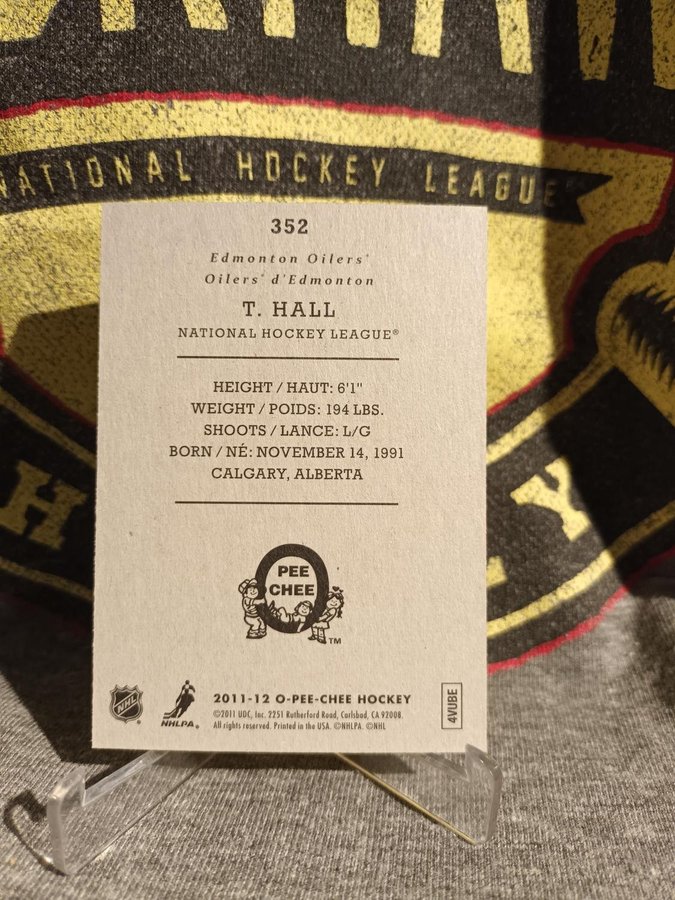 NATIONAL HOCKEY LEAGUE
352
Edmonton Oilers®
Oilers® d'Edmonton
T. HALL
NATIONAL HOCKEY LEAGUE®
HEIGHT / HAUT: 6'1"
WEIGHT / POIDS: 194 LBS.
SHOOTS / LANCE: L/G
BORN / NÉ: NOVEMBER 14, 1991
CALGARY, ALBERTA
H
Y
O
PEE
CHEE
TM
NHL
NHLPA®
2011-12 O-PEE-CHEE HOCKEY
©2011 UDC, Inc. 2251 Rutherford Road, Carlsbad, CA 92008.
All rights reserved. Printed in the USA. ©NHLPA. ©NHL
4VUBE